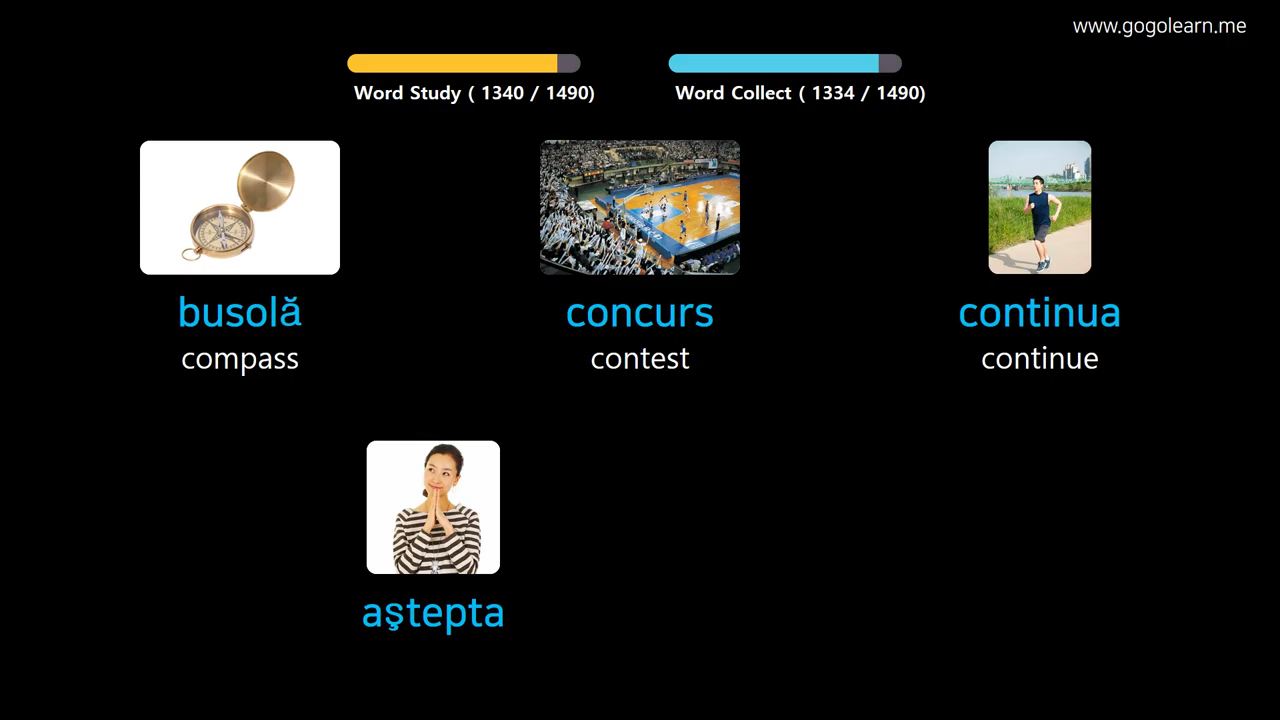 www.gogolearn.me
Word Study ( 1340 / 1490)
Word Collect ( 1334 / 1490)
busolă
concurs
continua
compass
contest
continue
aştepta